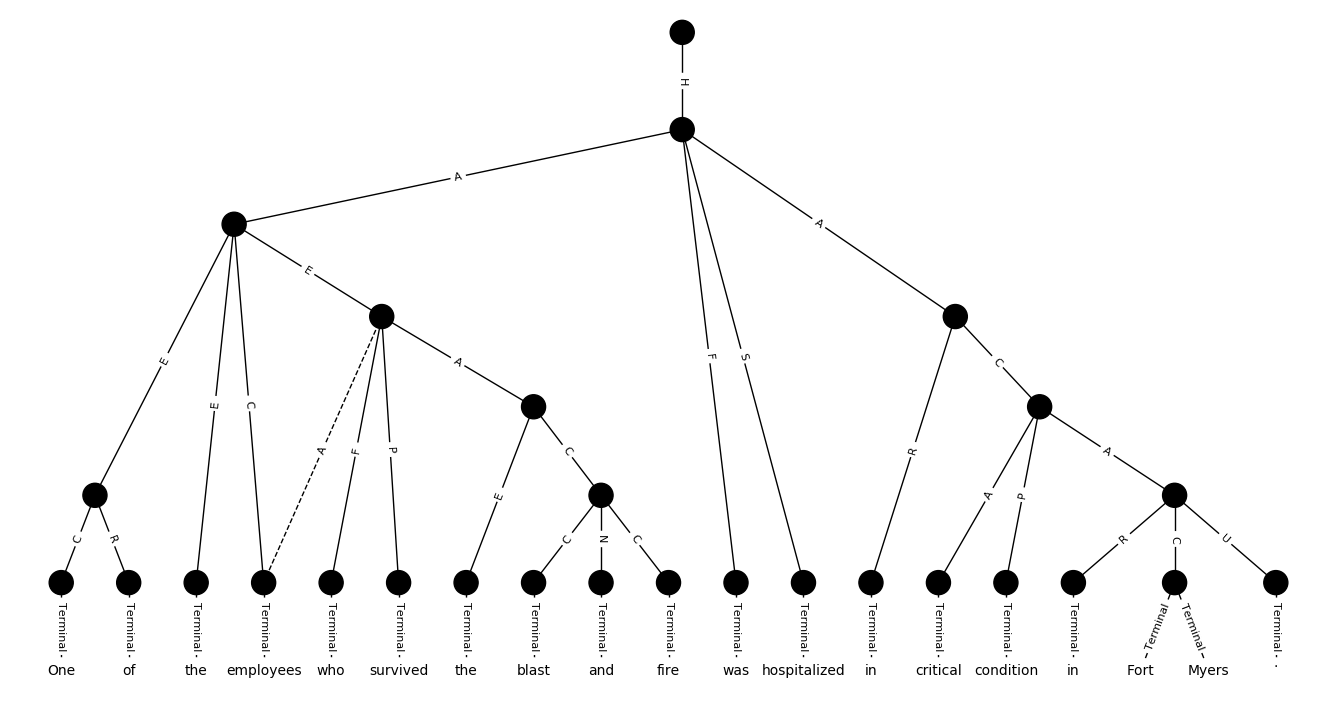 H
A
A
E
E
A
C
E
C
F
S
A
F
P
C
R
A
E
A
P
C
R
C
N
C
R
C
U
Terminal Terminal Terminal Terminal Terminal Terminal Terminal Terminal Terminal Terminal Terminal Terminal Terminal Terminal Terminal Terminal Terminal Terminal Terminal
One of the employees who survived the blast and fire was hospitalized in critical condition in Fort Myers .